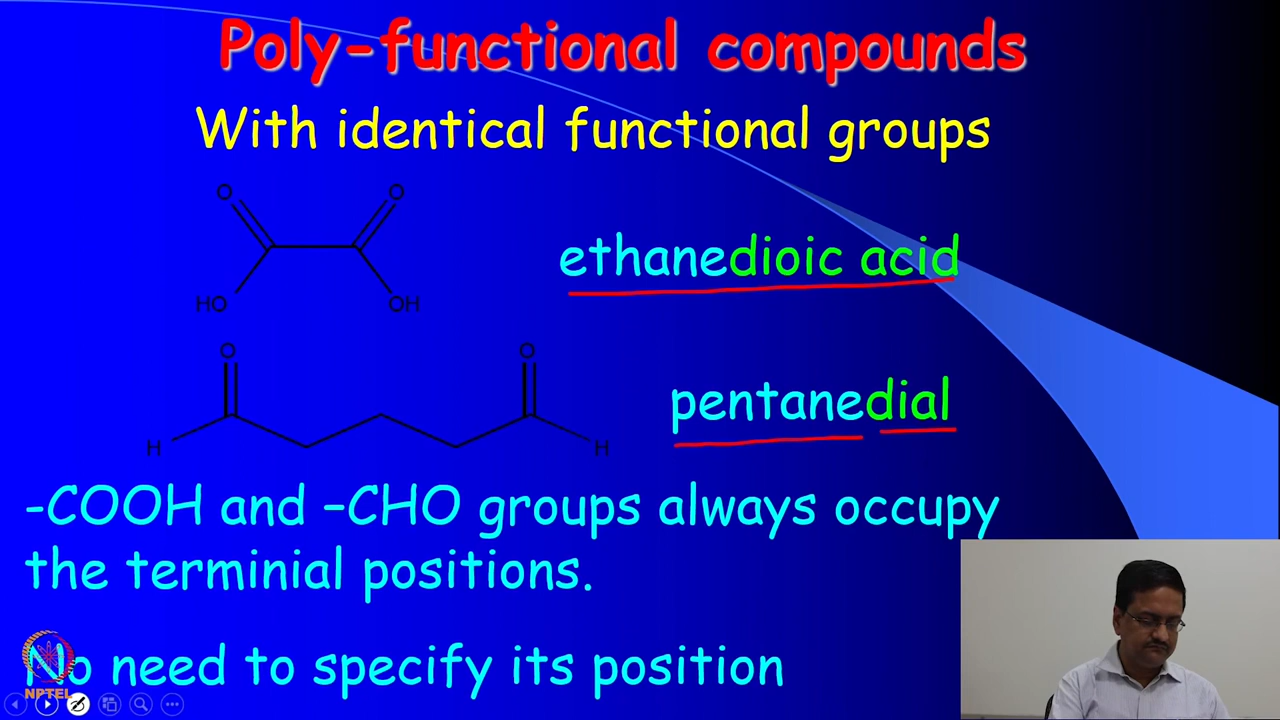 Poly-functional compounds
With identical functional groups
O O
HO OH
ethanedioic acid
O O
H H
pentanedial
-COOH and -CHO groups always occupy
the terminial positions.
No need to specify its position
NPTEL